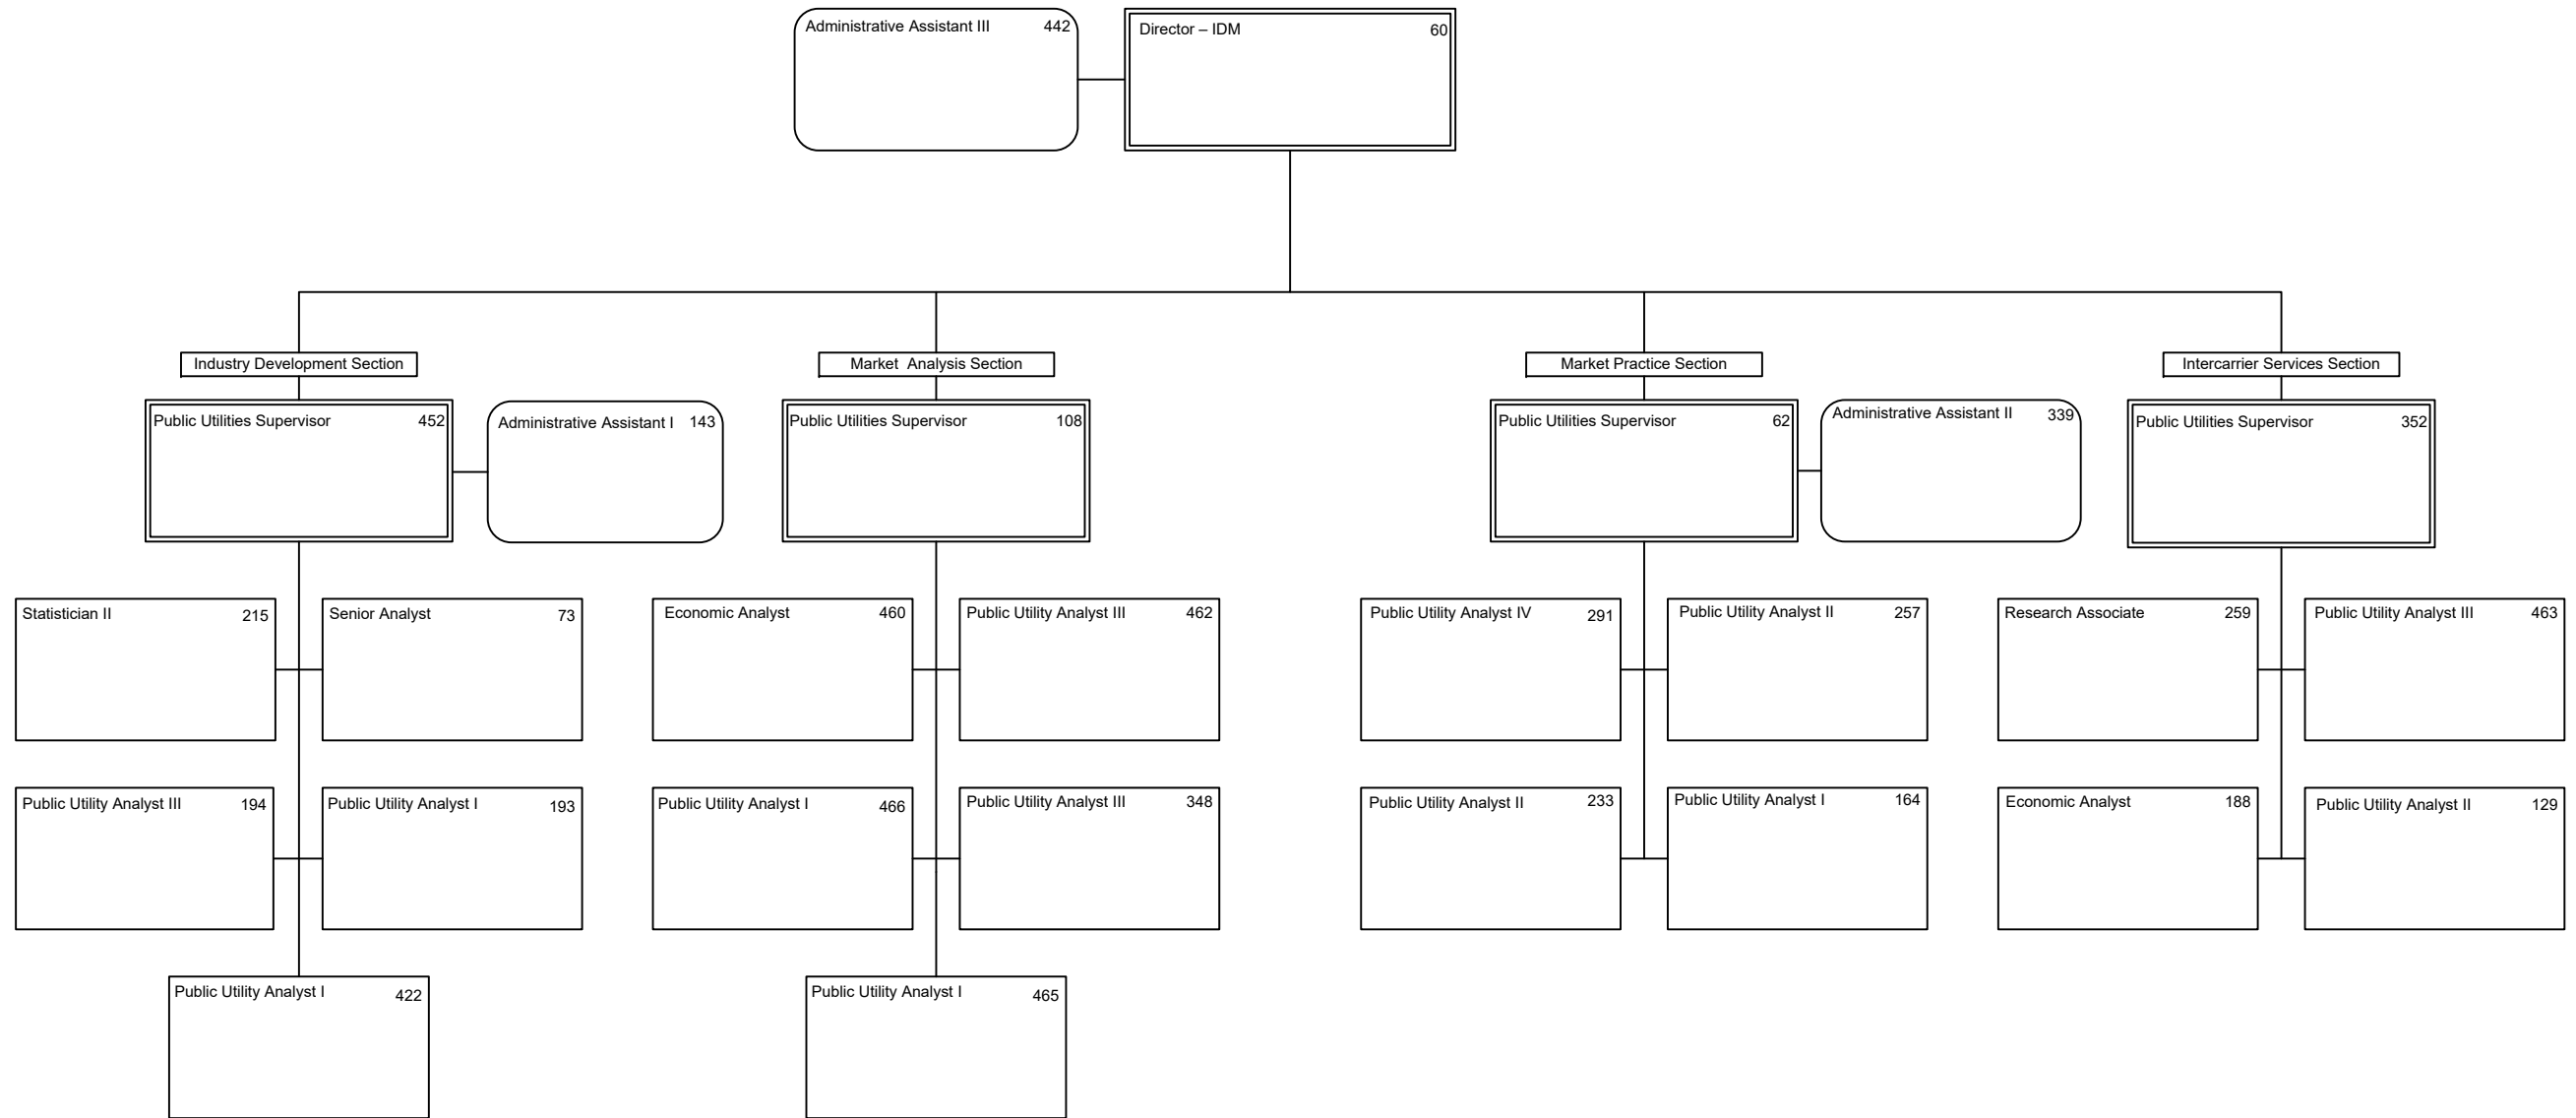 Administrative Assistant III 442
Director – IDM 60
Industry Development Section
Market Analysis Section
Market Practice Section
Intercarrier Services Section
Public Utilities Supervisor 452
Administrative Assistant I 143
Public Utilities Supervisor 108
Public Utilities Supervisor 62
Administrative Assistant II 339
Public Utilities Supervisor 352
Statistician II 215
Senior Analyst 73
Economic Analyst 460
Public Utility Analyst III 462
Public Utility Analyst IV 291
Public Utility Analyst II 257
Research Associate 259
Public Utility Analyst III 463
Public Utility Analyst III 194
Public Utility Analyst I 193
Public Utility Analyst I 466
Public Utility Analyst III 348
Public Utility Analyst II 233
Public Utility Analyst I 164
Economic Analyst 188
Public Utility Analyst II 129
Public Utility Analyst I 422
Public Utility Analyst I 465